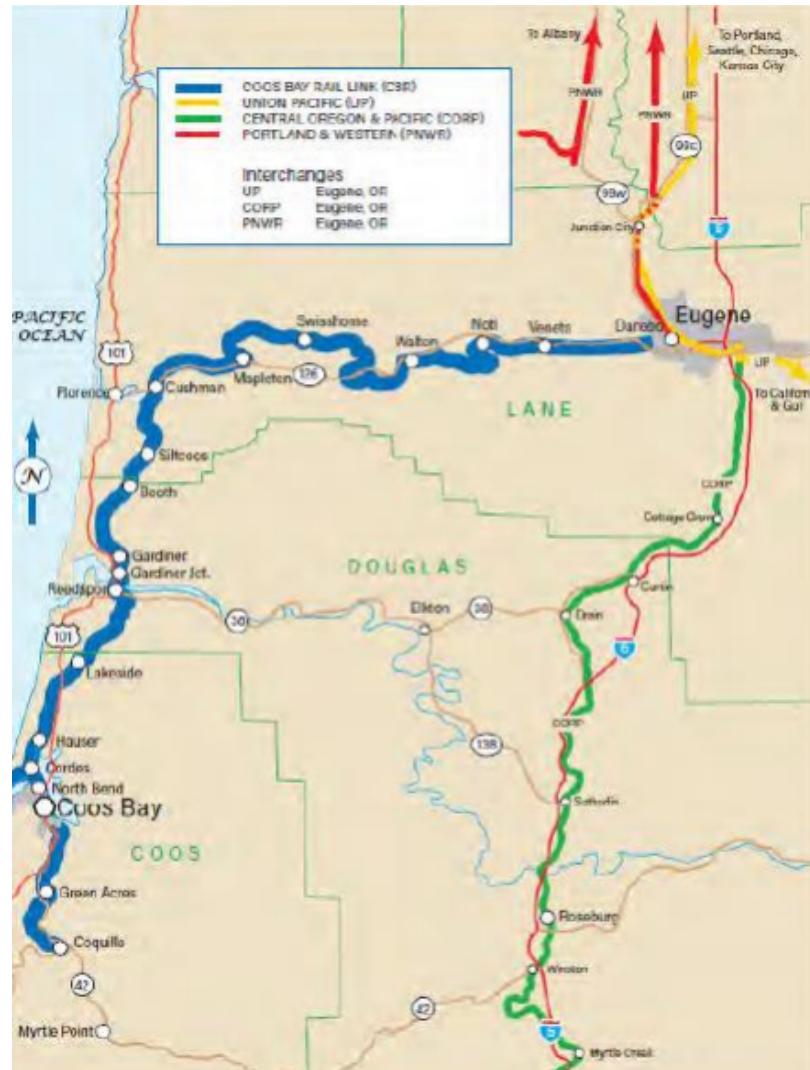 To Albany
To Portland,
Seattle, Chicago,
Kansas City
COOS BAY RAIL LINK (CBR)
UNION PACIFIC (UP)
CENTRAL OREGON & PACIFIC (CORP)
PORTLAND & WESTERN (PNWR)
Interchanges
UP Eugene, OR
CORP Eugene, OR
PNWR Eugene, OR
PNWR
PNWR
UP
99E
99W
5
Junction City
PACIFIC
OCEAN
101
Swisshome
Walton
Noti
Veneta
Danebo
Eugene
Mapleton
126
Cushman
Florence
UP
To California
& Gulf
LANE
N
Siltcoos
Booth
CORP
Cottage Grove
Gardiner
Gardiner Jct.
Reedsport
DOUGLAS
Curtin
38
Elkton
38
Drain
101
5
Lakeside
CORP
138
Hauser
Cordes
North Bend
Coos Bay
Sutherlin
COOS
Green Acres
Roseburg
Coquille
Winston
42
42
Myrtle Point
5
Myrtle Creek